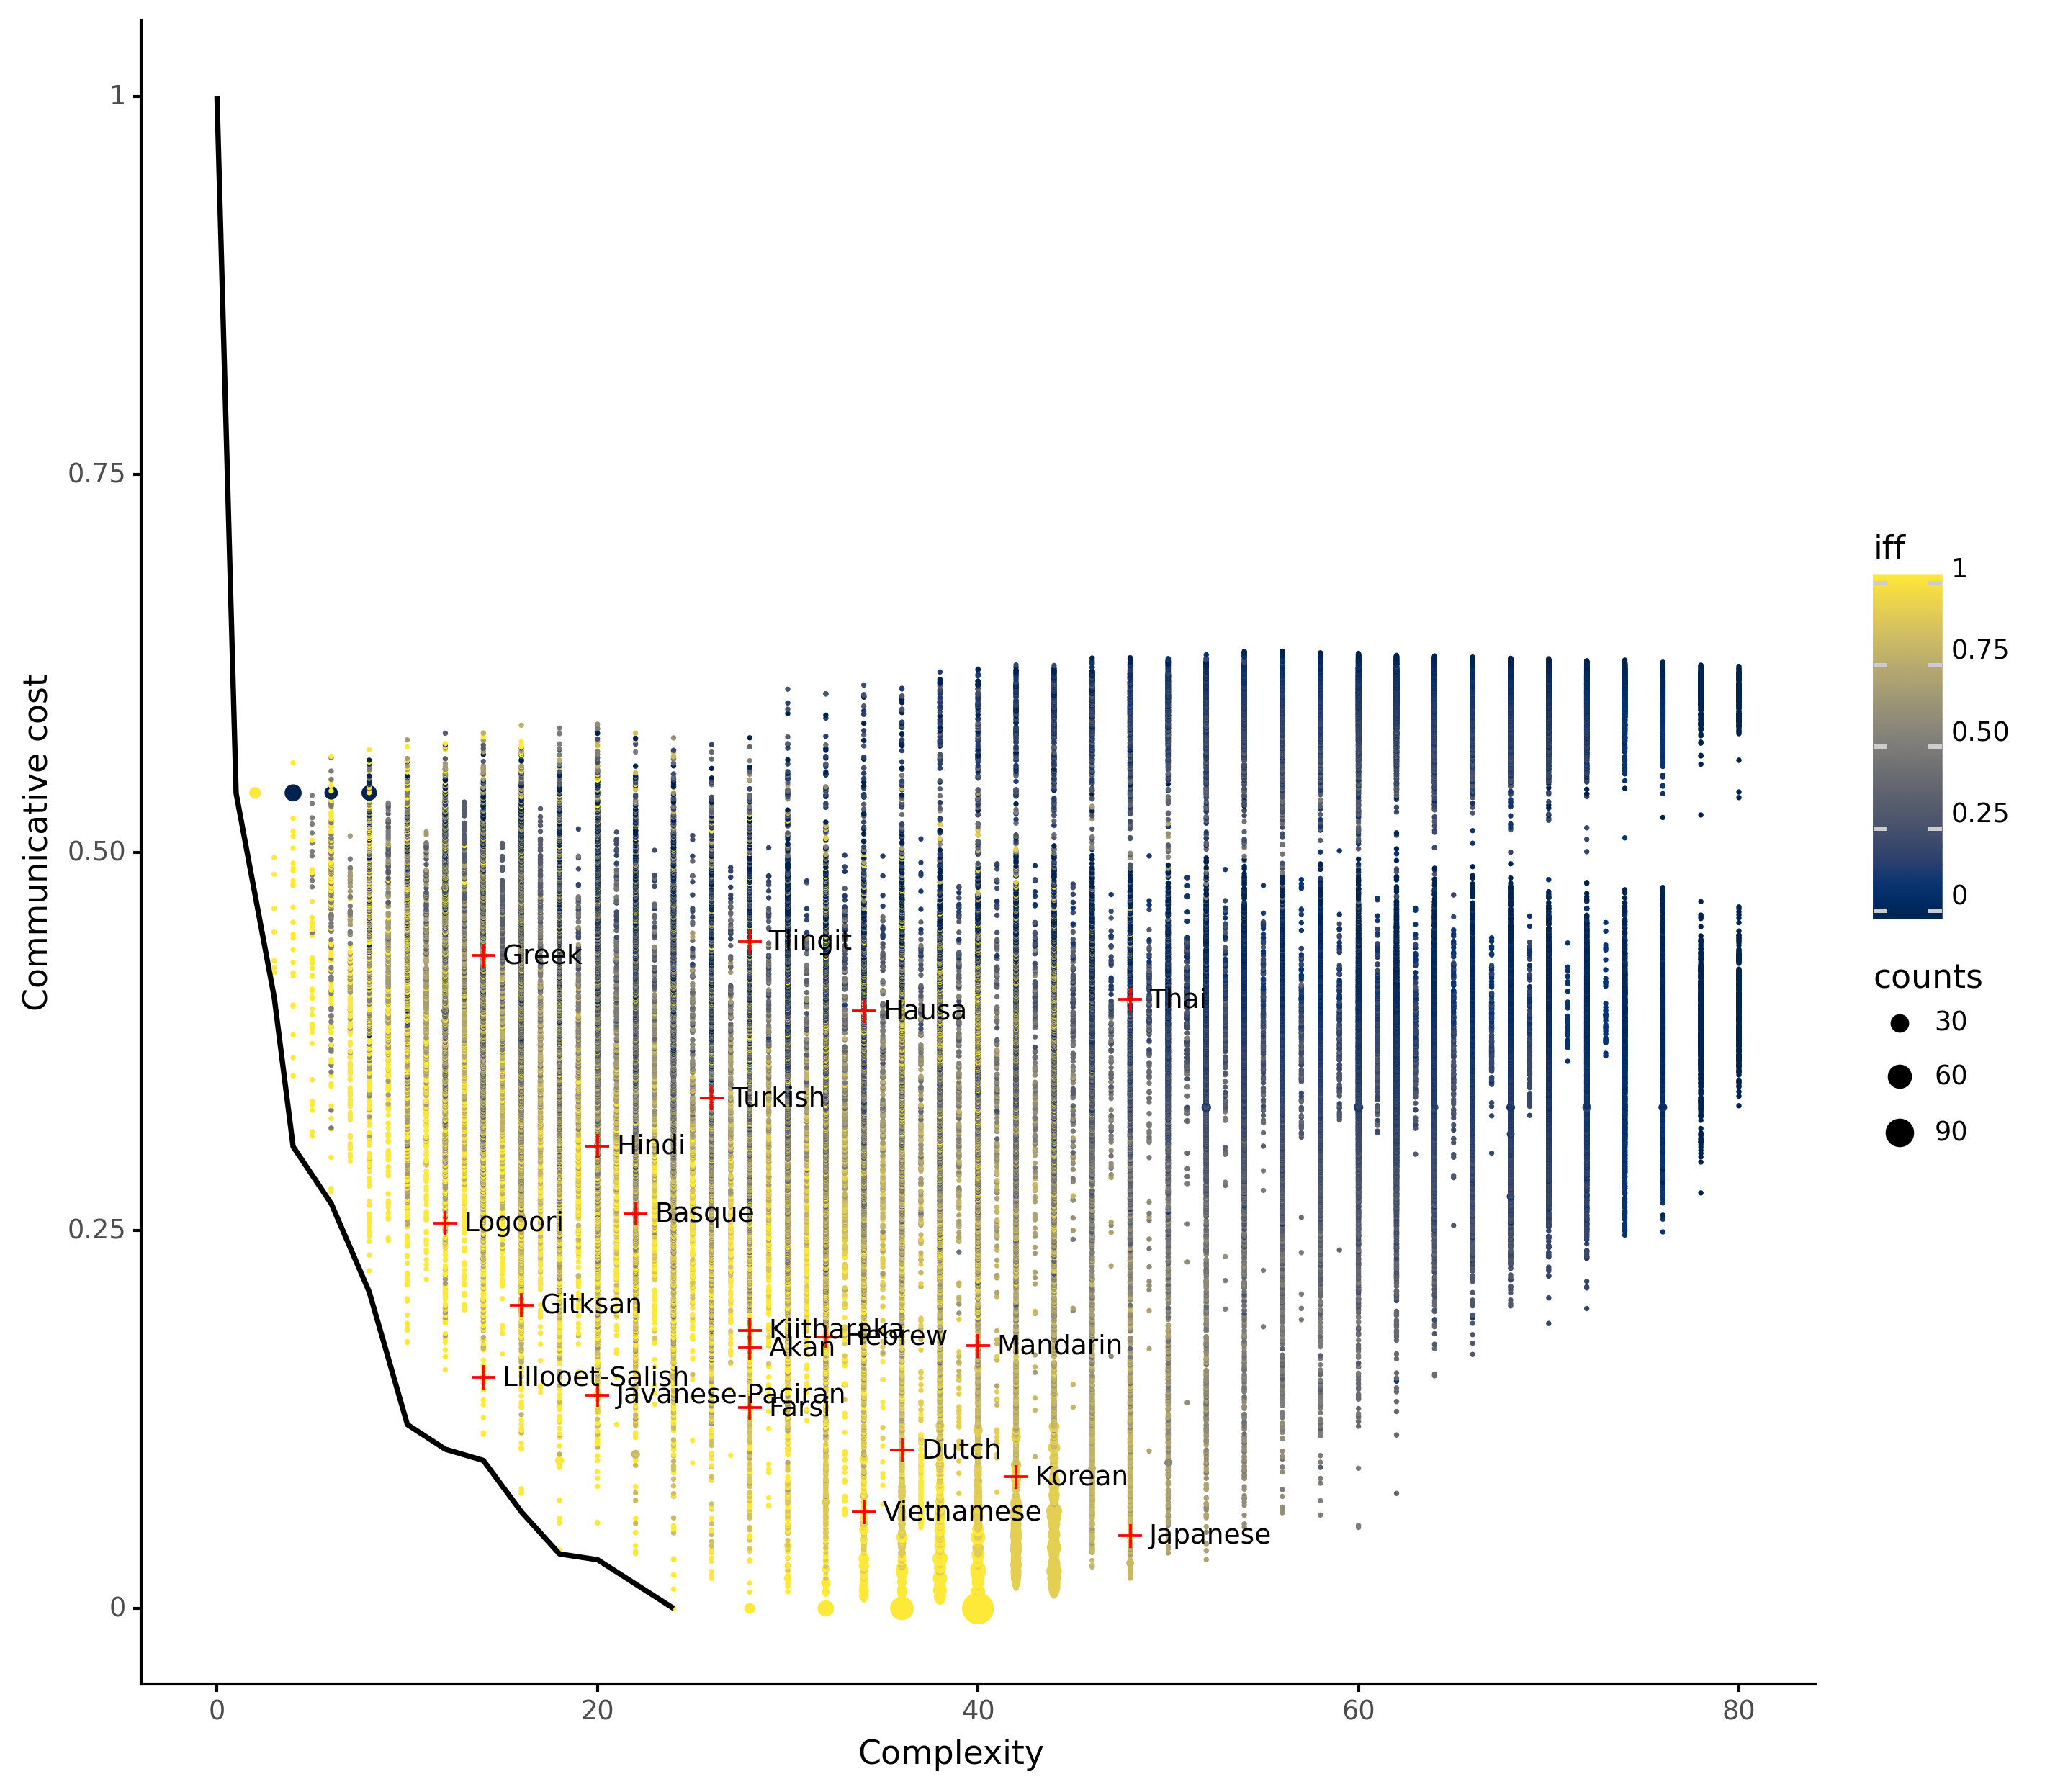 1
0.75
0.50
0.25
0
Communicative cost
0
20
40
60
80
Complexity
Greek
Tlingit
Hausa
Thai
Turkish
Hindi
Basque
Logoori
Gitksan
Kiitharaka
Hebrew
Akan
Mandarin
Lillooet-Salish
Javanese-Paciran
Farsi
Dutch
Korean
Vietnamese
Japanese
iff
1
0.75
0.50
0.25
0
counts
30
60
90